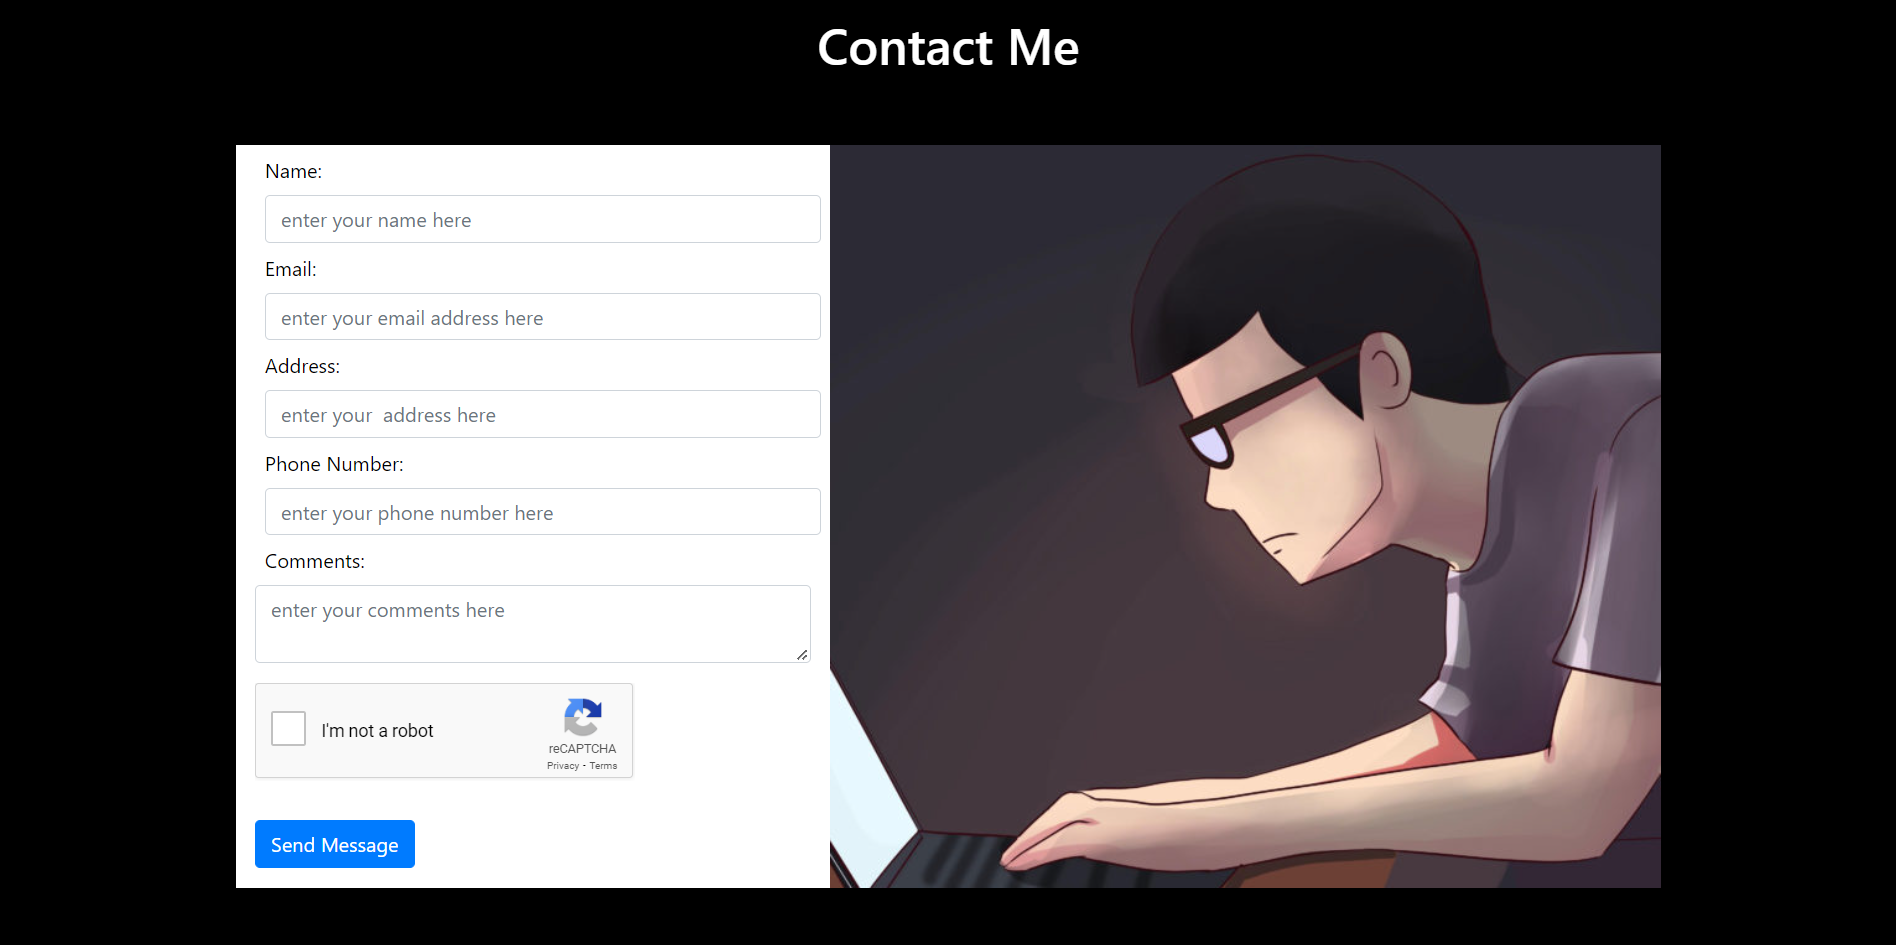 Contact Me
Name:
enter your name here
Email:
enter your email address here
Address:
enter your  address here
Phone Number:
enter your phone number here
Comments:
enter your comments here
I'm not a robot
reCAPTCHA
Privacy - Terms
Send Message